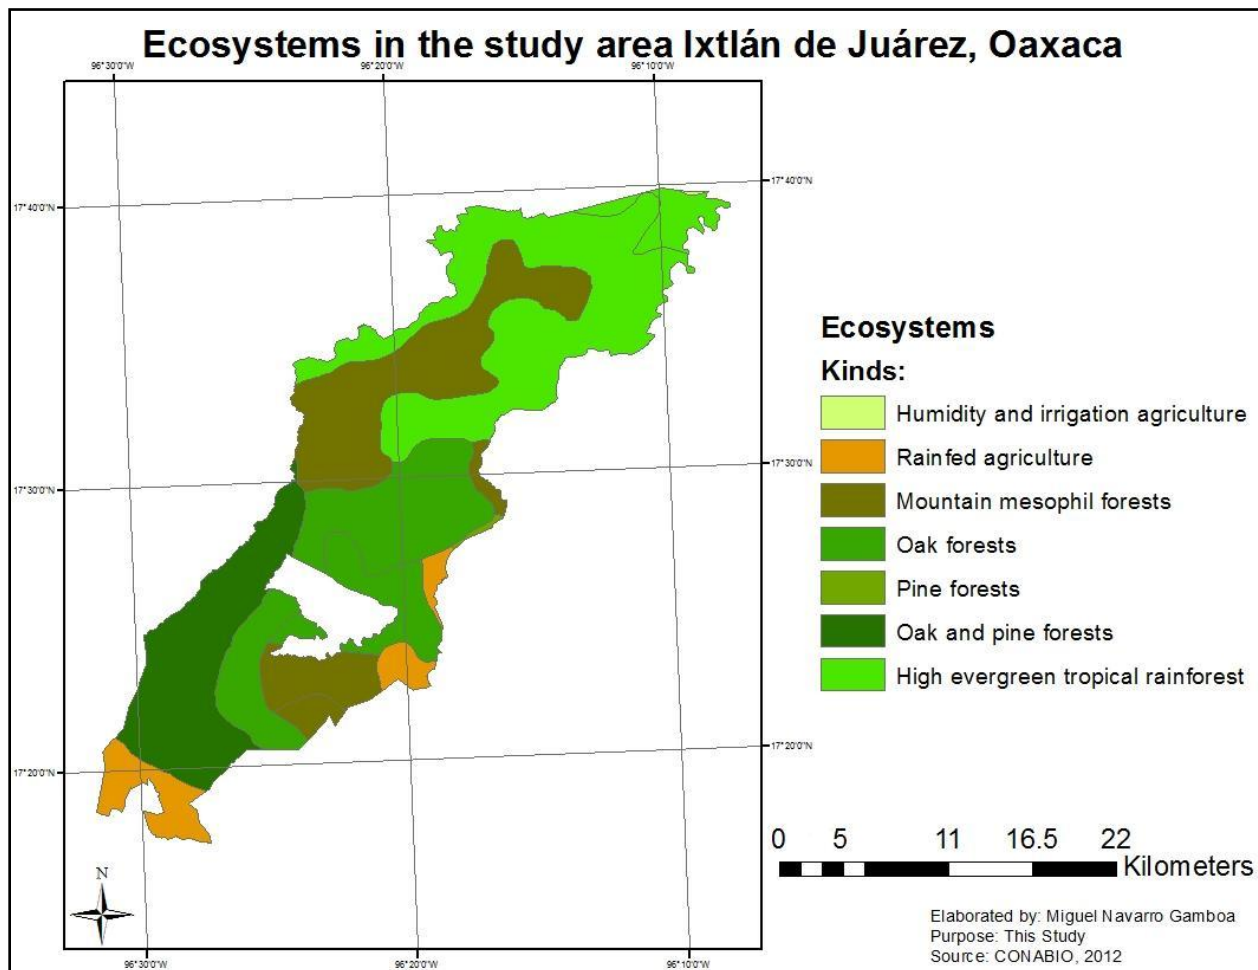 Ecosystems in the study area Ixtlán de Juárez, Oaxaca
96°30'0"W 96°20'0"W 96°10'0"W
17°40'0"N 17°40'0"N
17°30'0"N 17°30'0"N
17°20'0"N 17°20'0"N
96°30'0"W 96°20'0"W 96°10'0"W
N
Ecosystems
Kinds:
Humidity and irrigation agriculture
Rainfed agriculture
Mountain mesophil forests
Oak forests
Pine forests
Oak and pine forests
High evergreen tropical rainforest
0 5 11 16.5 22
Kilometers
Elaborated by: Miguel Navarro Gamboa
Purpose: This Study
Source: CONABIO, 2012